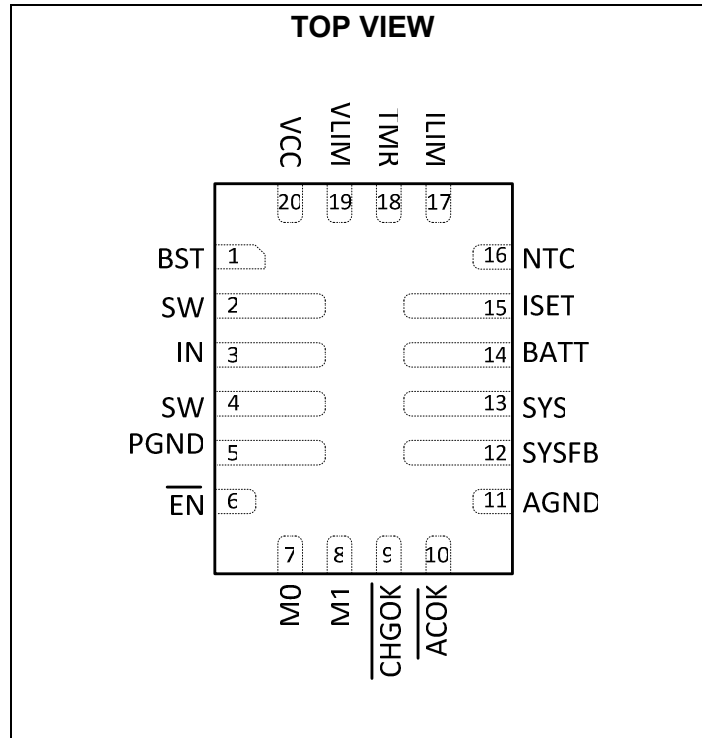 TOP VIEW
VCC VLIM TMR ILIM
20 19 18 17
BST 1 16 NTC
SW 2 15 ISET
IN 3 14 BATT
SW 4 13 SYS
PGND 5 12 SYSFB
EN 6 11 AGND
7 8 9 10
M0 M1 CHGOK ACOK